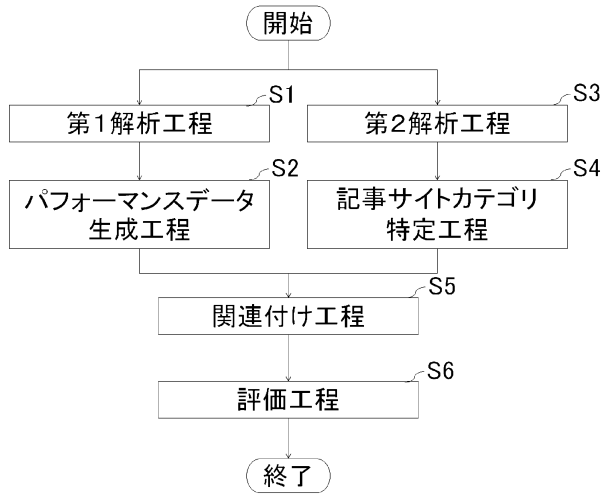 開始
S1
第1解析工程
S3
第2解析工程
S2
パフォーマンスデータ
生成工程
S4
記事サイトカテゴリ
特定工程
S5
関連付け工程
S6
評価工程
終了